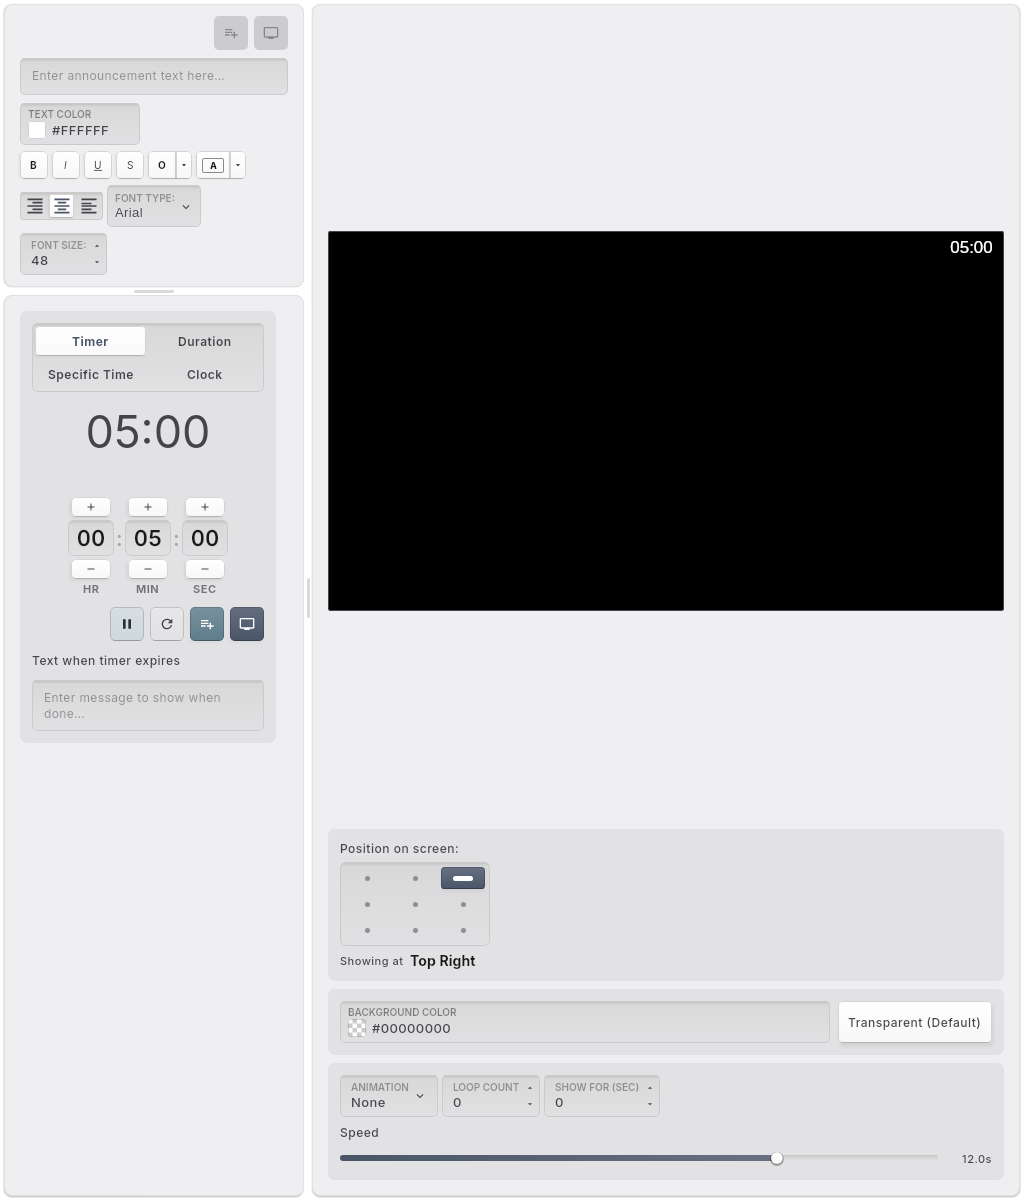 Enter announcement text here...
TEXT COLOR
#FFFFFF
B I U S O A
FONT TYPE:
Arial
FONT SIZE:
48
Timer Duration
Specific Time Clock
05:00
+ + +
00 : 05 : 00
− − −
HR MIN SEC
Text when timer expires
Enter message to show when
done...
05:00
Position on screen:
Showing at Top Right
BACKGROUND COLOR
#00000000
Transparent (Default)
ANIMATION
None
LOOP COUNT
0
SHOW FOR (SEC)
0
Speed
12.0s